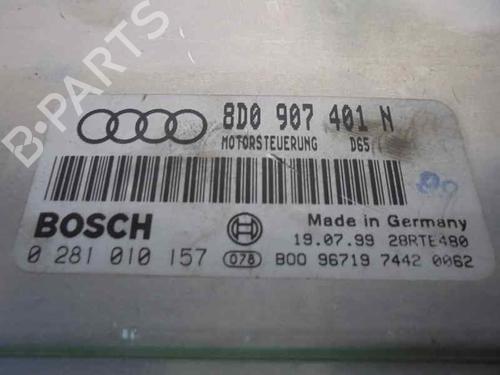 8D0 907 401 N
MOTORSTEUERUNG D65
BOSCH
Made in Germany
19.07.99 28RTE480
0 281 010 157 078 B00 96719 7442 0062
B-PARTS